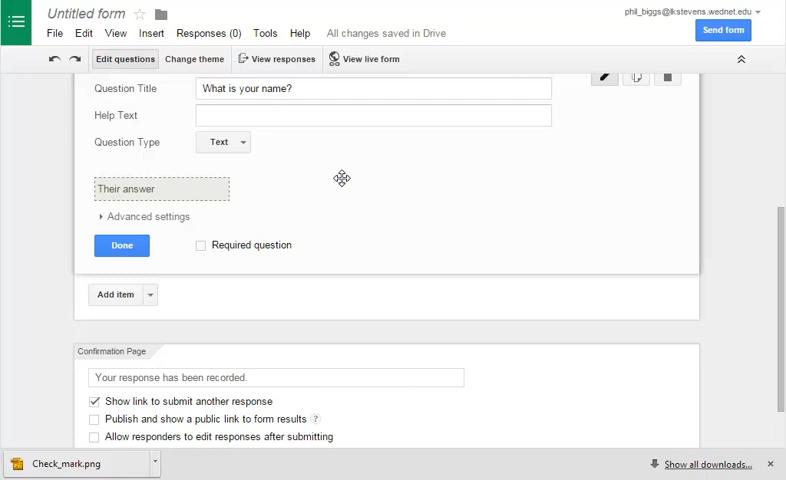 Untitled form
phil_biggs@lkstevens.wednet.edu
File Edit View Insert Responses (0) Tools Help All changes saved in Drive
Send form
Edit questions Change theme View responses View live form
Question Title What is your name?
Help Text
Question Type Text
Their answer
Advanced settings
Done Required question
Add item
Confirmation Page
Your response has been recorded.
Show link to submit another response
Publish and show a public link to form results ?
Allow responders to edit responses after submitting
Check_mark.png Show all downloads...